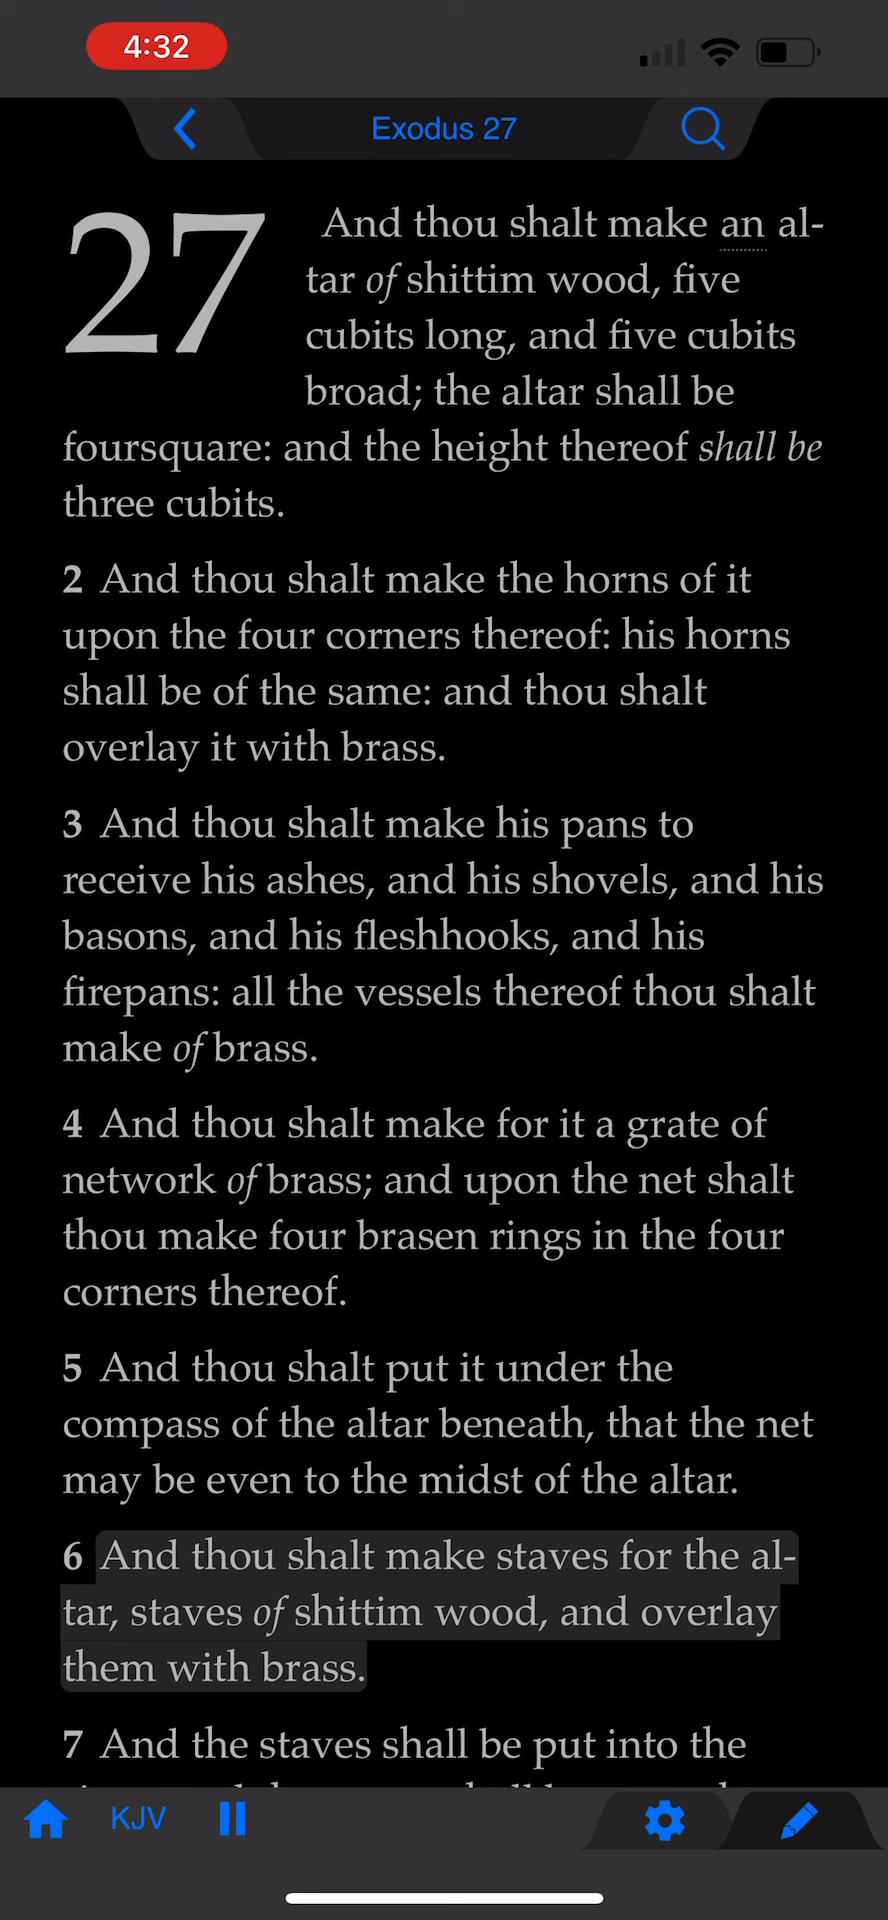 4:32
Exodus 27
27 And thou shalt make an al-
tar of shittim wood, five
cubits long, and five cubits
broad; the altar shall be
foursquare: and the height thereof shall be
three cubits.
2 And thou shalt make the horns of it
upon the four corners thereof: his horns
shall be of the same: and thou shalt
overlay it with brass.
3 And thou shalt make his pans to
receive his ashes, and his shovels, and his
basons, and his fleshhooks, and his
firepans: all the vessels thereof thou shalt
make of brass.
4 And thou shalt make for it a grate of
network of brass; and upon the net shalt
thou make four brasen rings in the four
corners thereof.
5 And thou shalt put it under the
compass of the altar beneath, that the net
may be even to the midst of the altar.
6 And thou shalt make staves for the al-
tar, staves of shittim wood, and overlay
them with brass.
7 And the staves shall be put into the
KJV